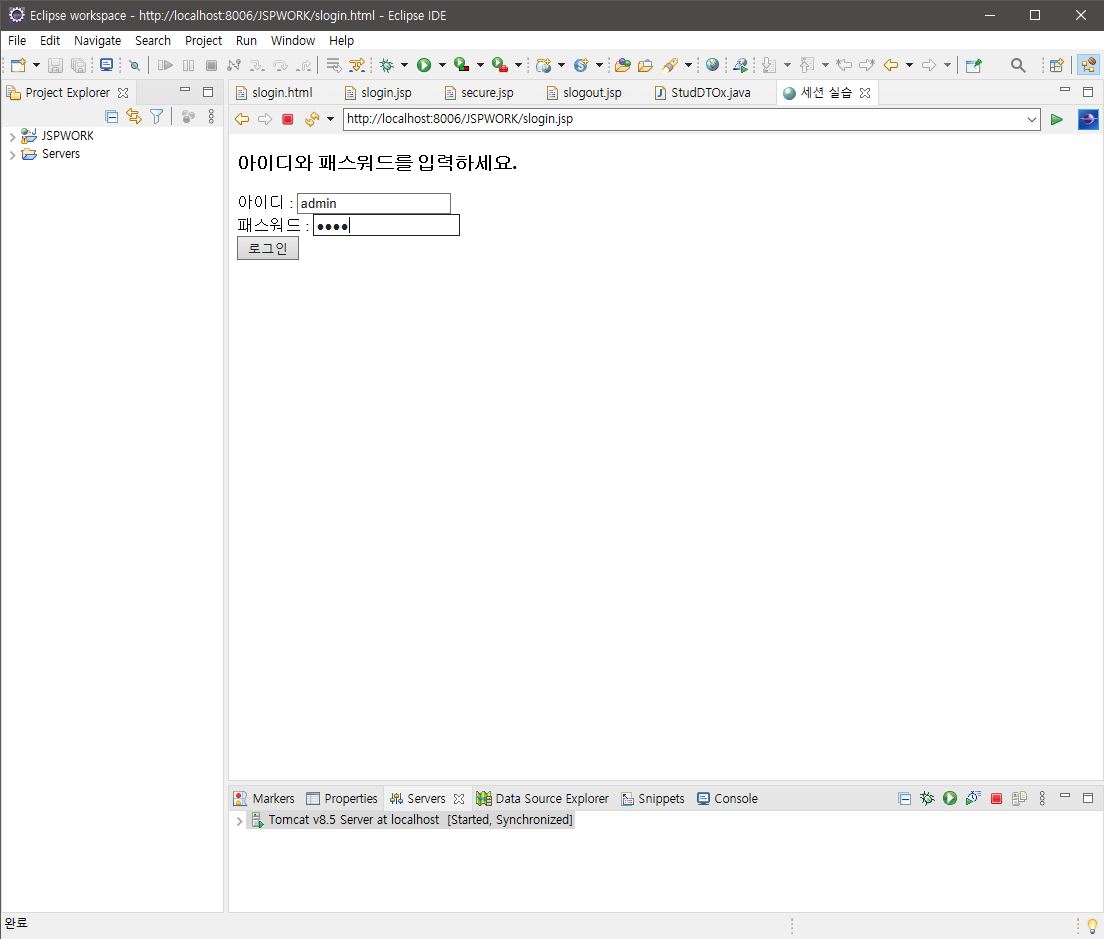 Eclipse workspace - http://localhost:8006/JSPWORK/slogin.html - Eclipse IDE
File Edit Navigate Search Project Run Window Help
Project Explorer
slogin.html slogin.jsp secure.jsp slogout.jsp StudDTOx.java 세션 실습
http://localhost:8006/JSPWORK/slogin.jsp
JSPWORK
Servers
아이디와 패스워드를 입력하세요.
아이디 : admin
패스워드 : ●●●●
로그인
Markers Properties Servers Data Source Explorer Snippets Console
Tomcat v8.5 Server at localhost [Started, Synchronized]
완료